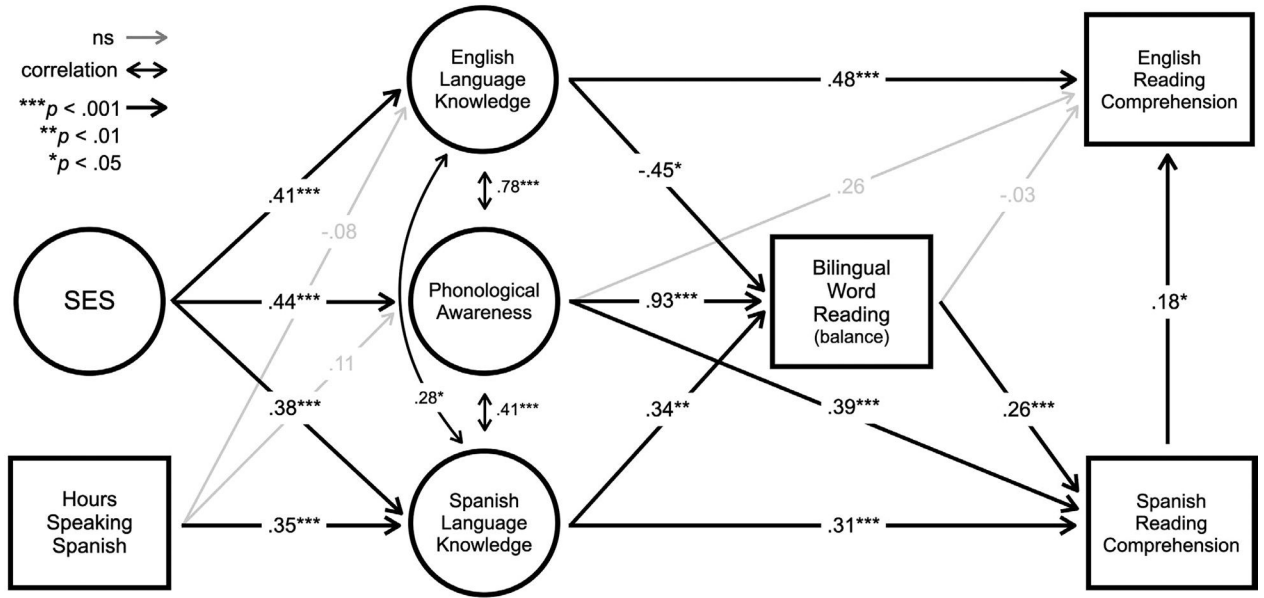 ns
correlation
***p < .001
**p < .01
*p < .05
English
Language
Knowledge
English
Reading
Comprehension
.48***
-.45*
.41***
.78***
.26
-.03
-.08
SES
Phonological
Awareness
Bilingual
Word
Reading
(balance)
.44***
.93***
.18*
.11
.28*
.41***
.38***
.34**
.39***
.26***
Hours
Speaking
Spanish
.35***
Spanish
Language
Knowledge
.31***
Spanish
Reading
Comprehension